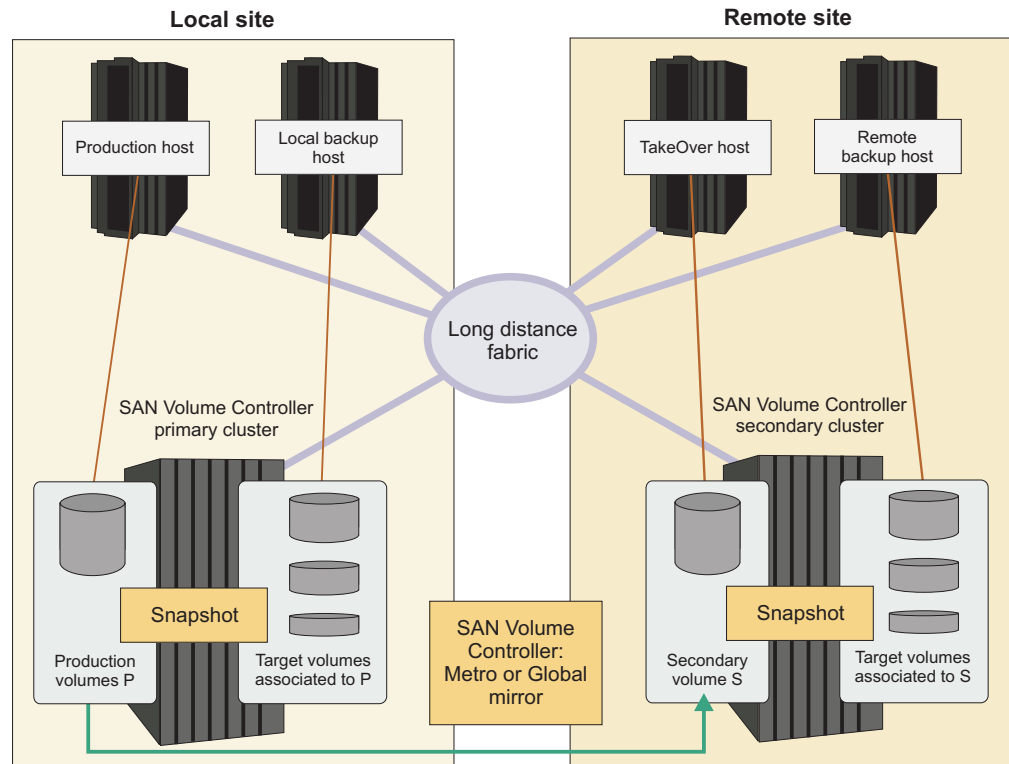 Local site
Remote site
Production host
Local backup
host
TakeOver host
Remote
backup host
Long distance
fabric
SAN Volume Controller
primary cluster
SAN Volume Controller
secondary cluster
Snapshot
Production
volumes P
Target volumes
associated to P
SAN Volume
Controller:
Metro or Global
mirror
Snapshot
Secondary
volume S
Target volumes
associated to S